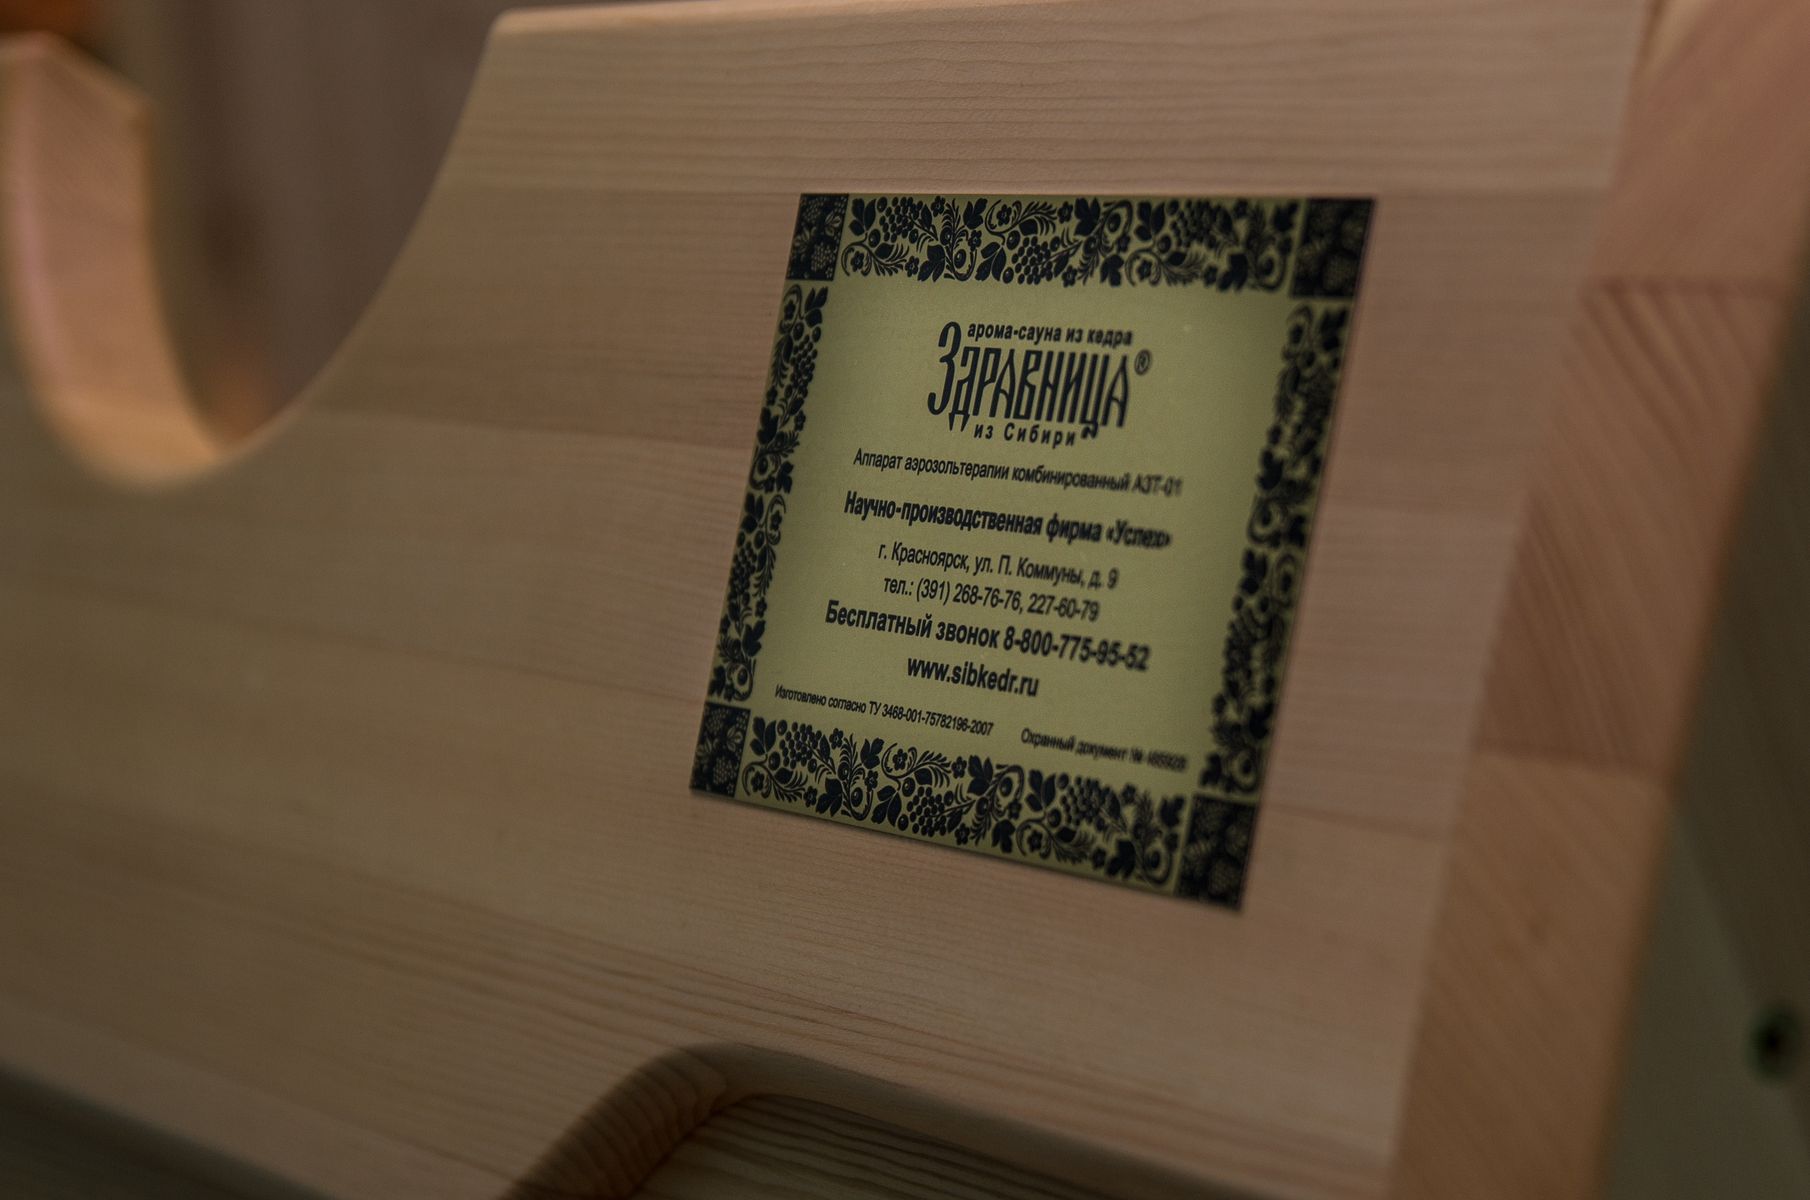 арома-сауна из кедра
Здравница®
из Сибири
Аппарат аэрозольтерапии комбинированный АЗТ-01
Научно-производственная фирма «Успех»
г. Красноярск, ул. П. Коммуны, д. 9
тел.: (391) 268-76-76, 227-60-79
Бесплатный звонок 8-800-775-95-52
www.sibkedr.ru
Изготовлено согласно ТУ 3468-001-75782196-2007
Охранный документ №